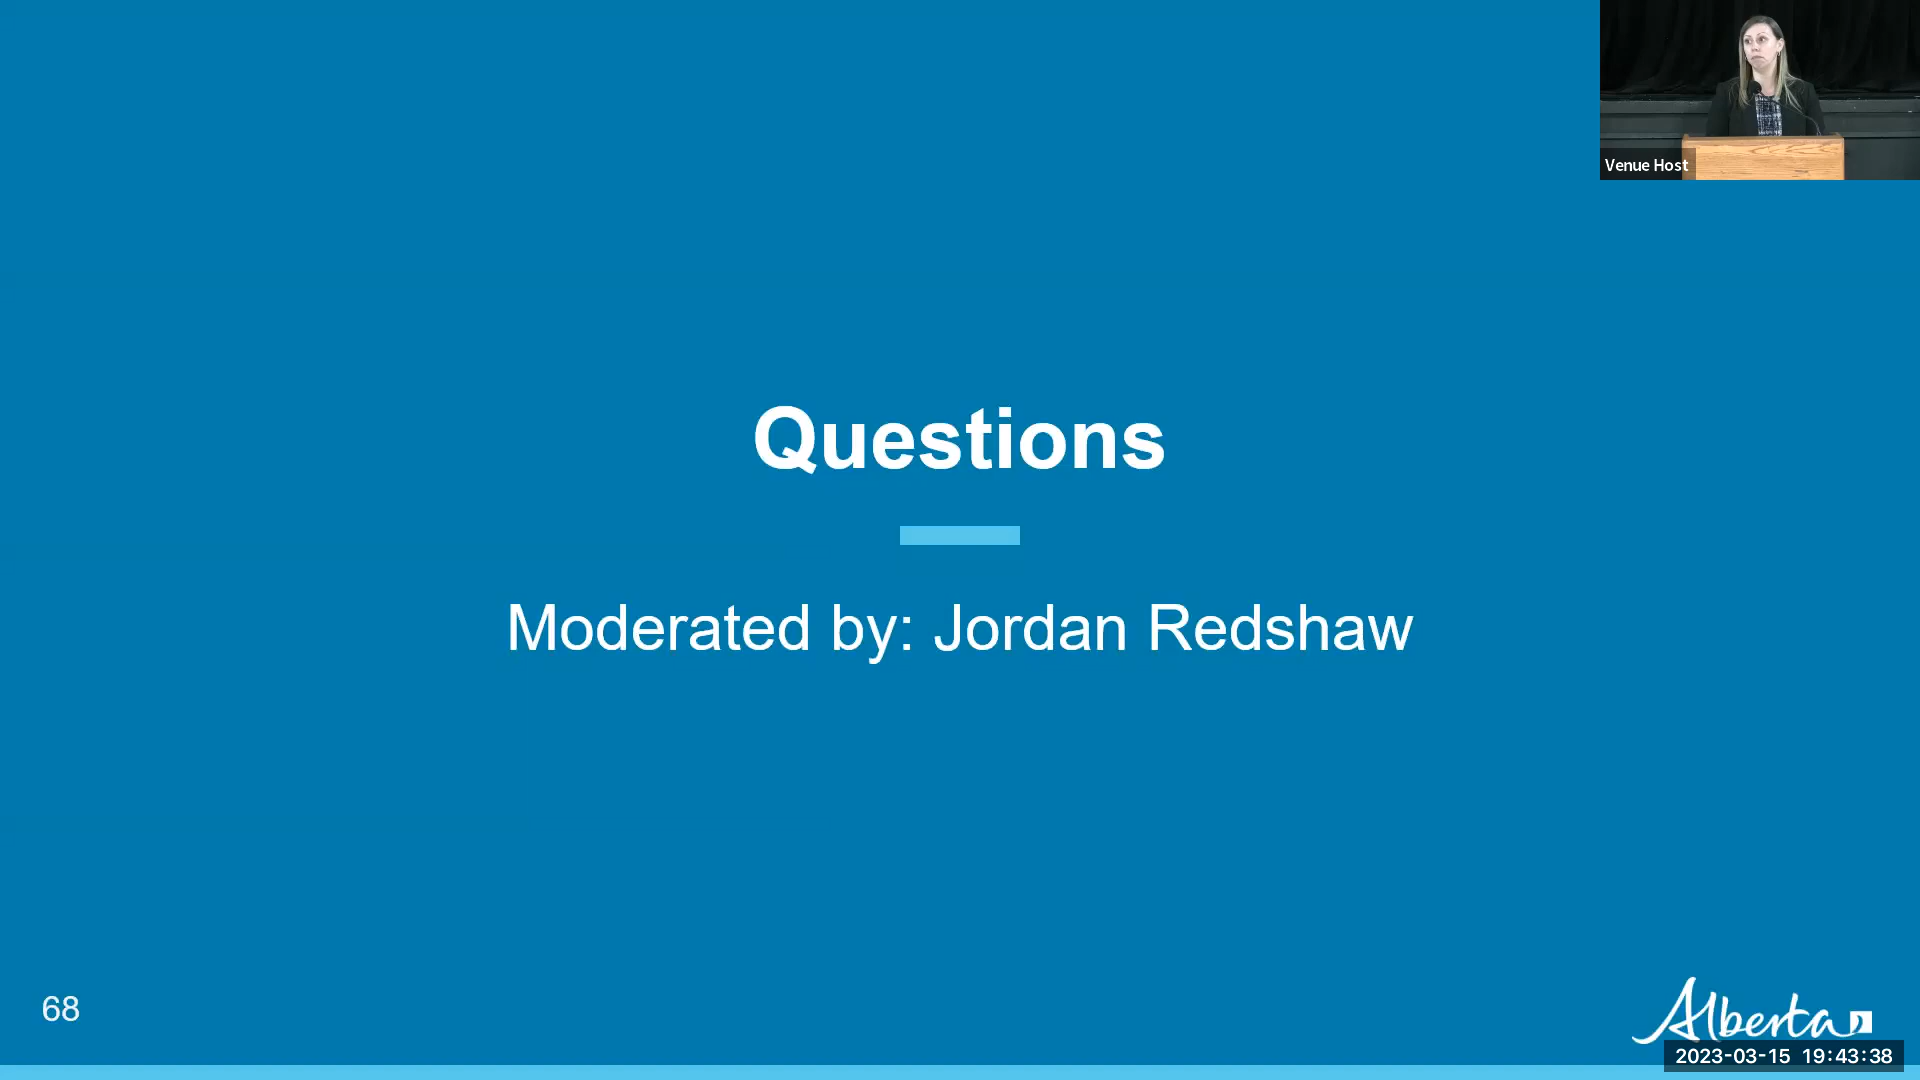 Venue Host
Questions
Moderated by: Jordan Redshaw
68
Alberta
2023-03-15 19:43:38